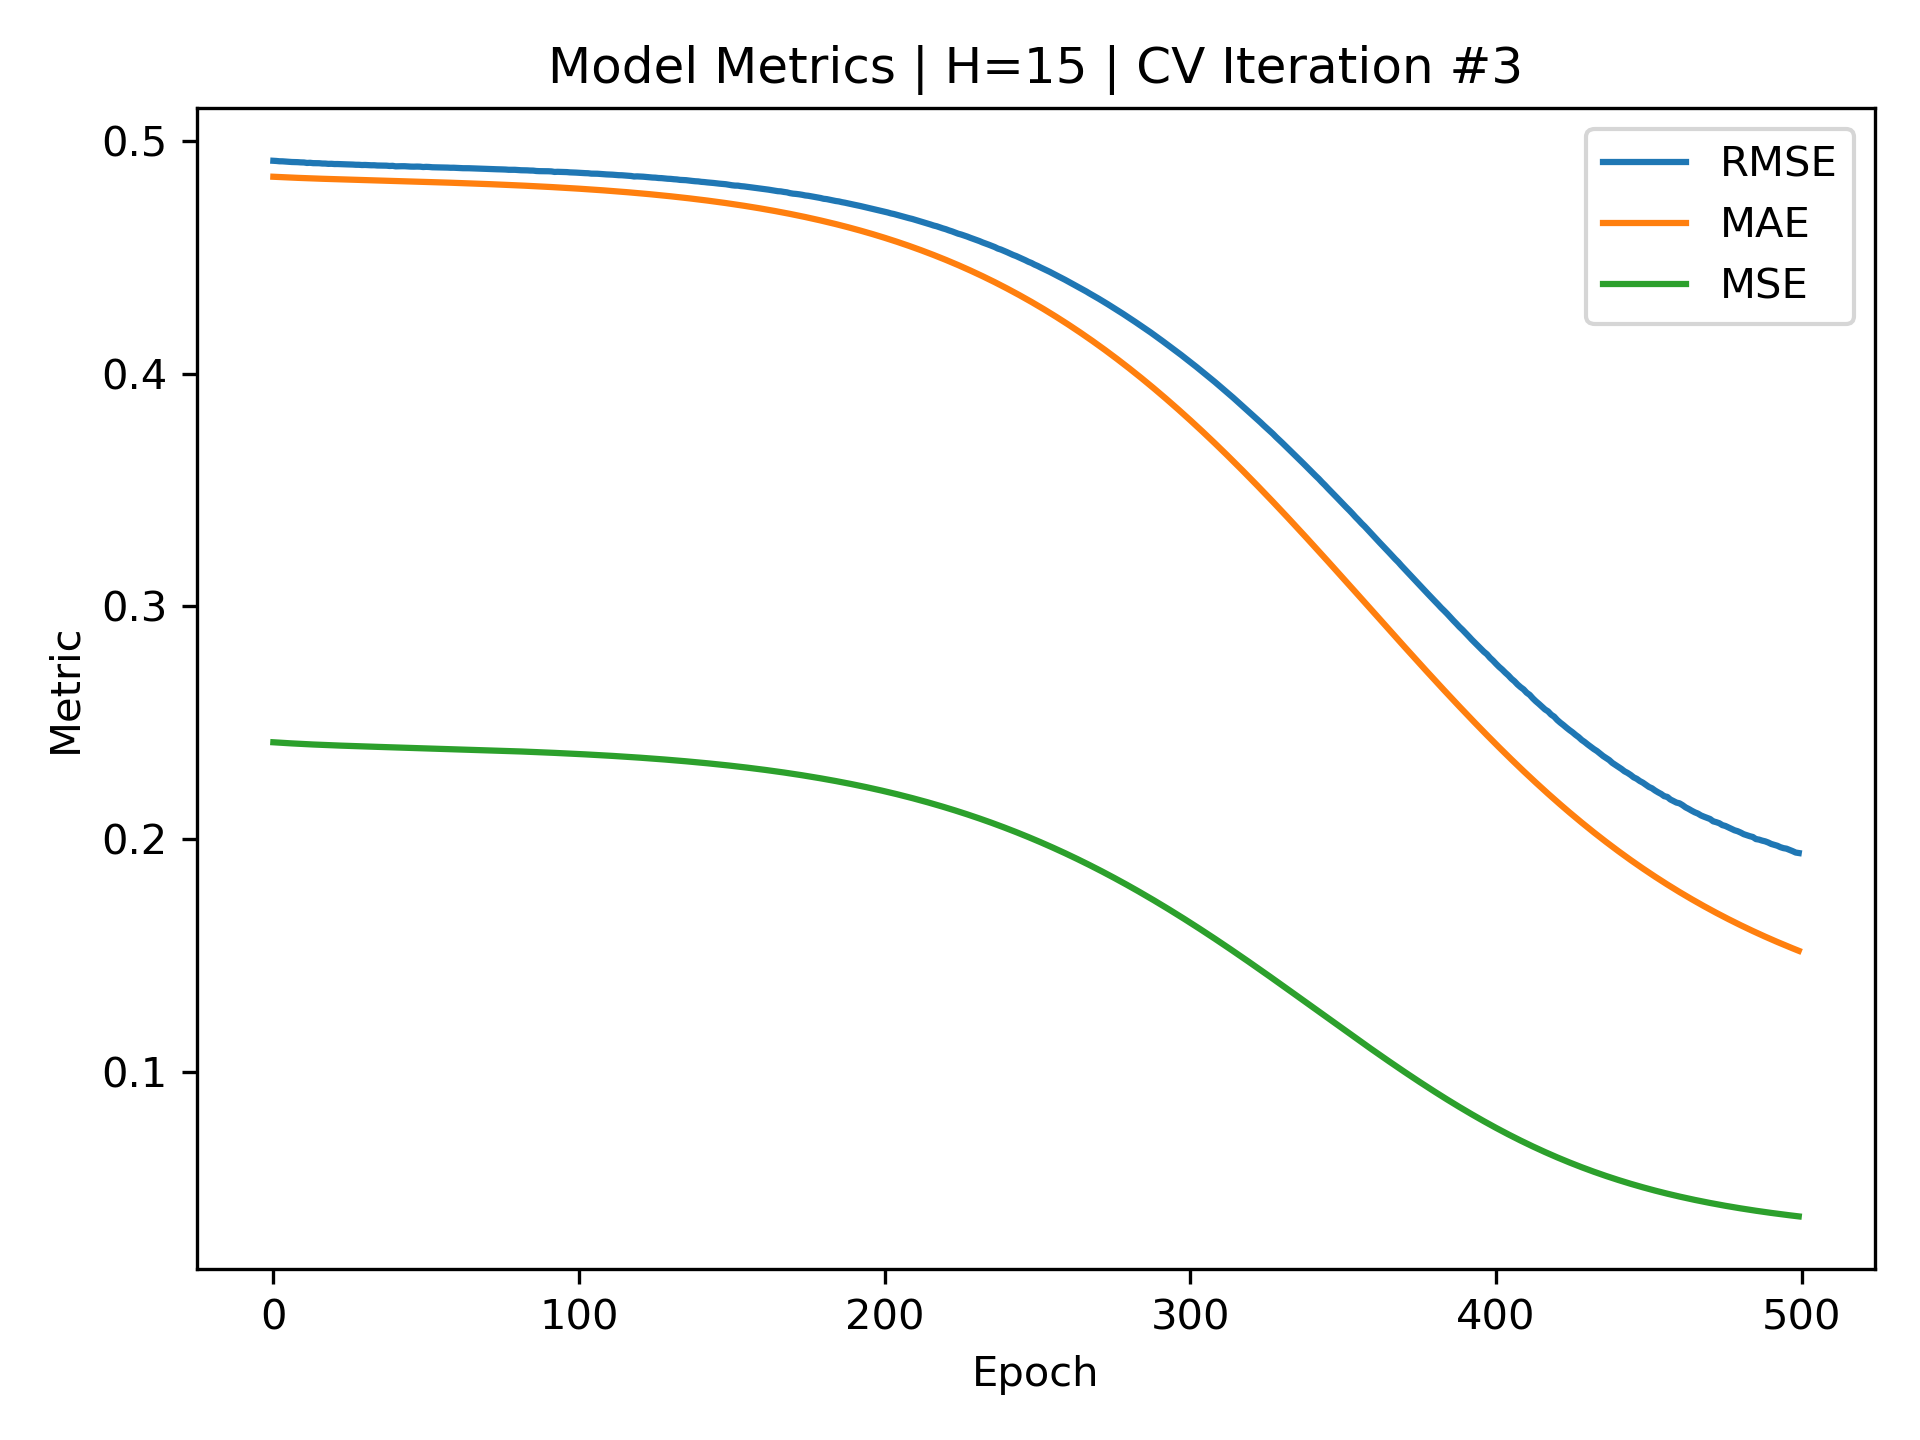 Model Metrics | H=15 | CV Iteration #3
RMSE
MAE
MSE
Metric
0.5
0.4
0.3
0.2
0.1
0 100 200 300 400 500
Epoch